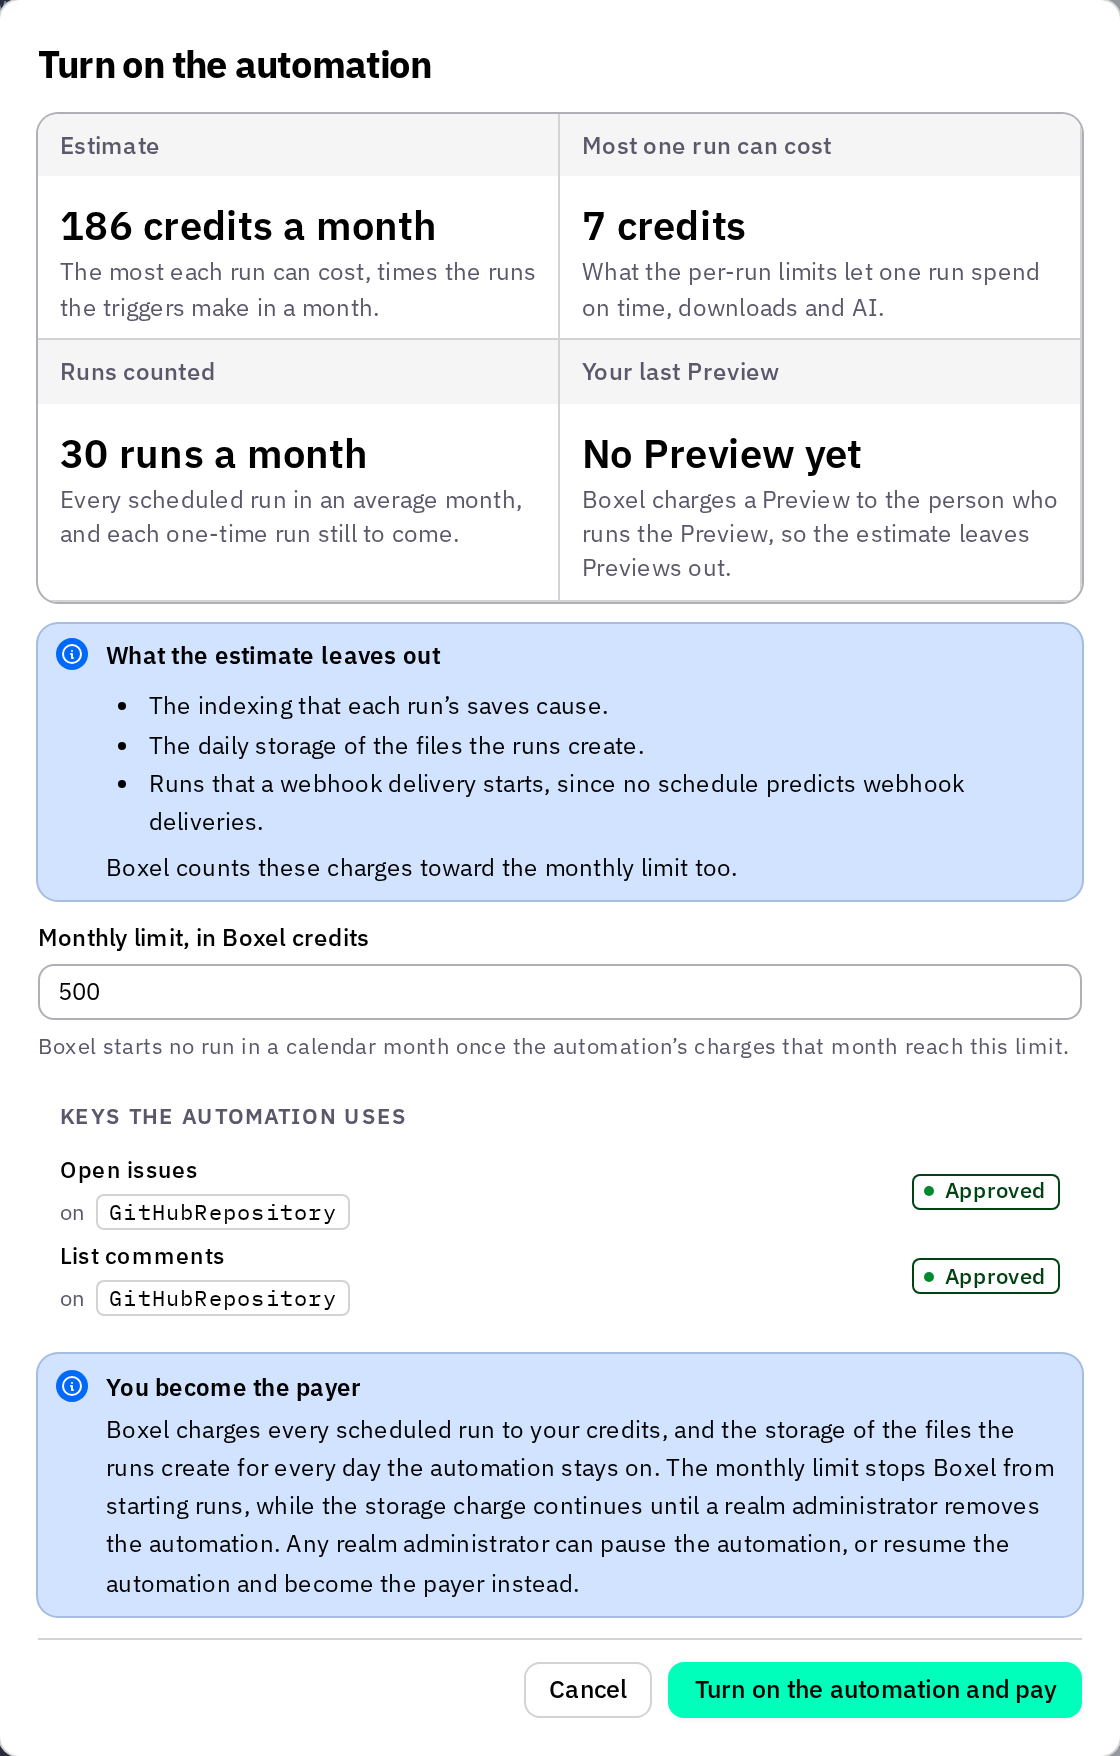 Turn on the automation
Estimate
186 credits a month
The most each run can cost, times the runs
the triggers make in a month.
Most one run can cost
7 credits
What the per-run limits let one run spend
on time, downloads and AI.
Runs counted
30 runs a month
Every scheduled run in an average month,
and each one-time run still to come.
Your last Preview
No Preview yet
Boxel charges a Preview to the person who
runs the Preview, so the estimate leaves
Previews out.
What the estimate leaves out
• The indexing that each run’s saves cause.
• The daily storage of the files the runs create.
• Runs that a webhook delivery starts, since no schedule predicts webhook
deliveries.
Boxel counts these charges toward the monthly limit too.
Monthly limit, in Boxel credits
500
Boxel starts no run in a calendar month once the automation’s charges that month reach this limit.
KEYS THE AUTOMATION USES
Open issues
on GitHubRepository
Approved
List comments
on GitHubRepository
Approved
You become the payer
Boxel charges every scheduled run to your credits, and the storage of the files the
runs create for every day the automation stays on. The monthly limit stops Boxel from
starting runs, while the storage charge continues until a realm administrator removes
the automation. Any realm administrator can pause the automation, or resume the
automation and become the payer instead.
Cancel
Turn on the automation and pay